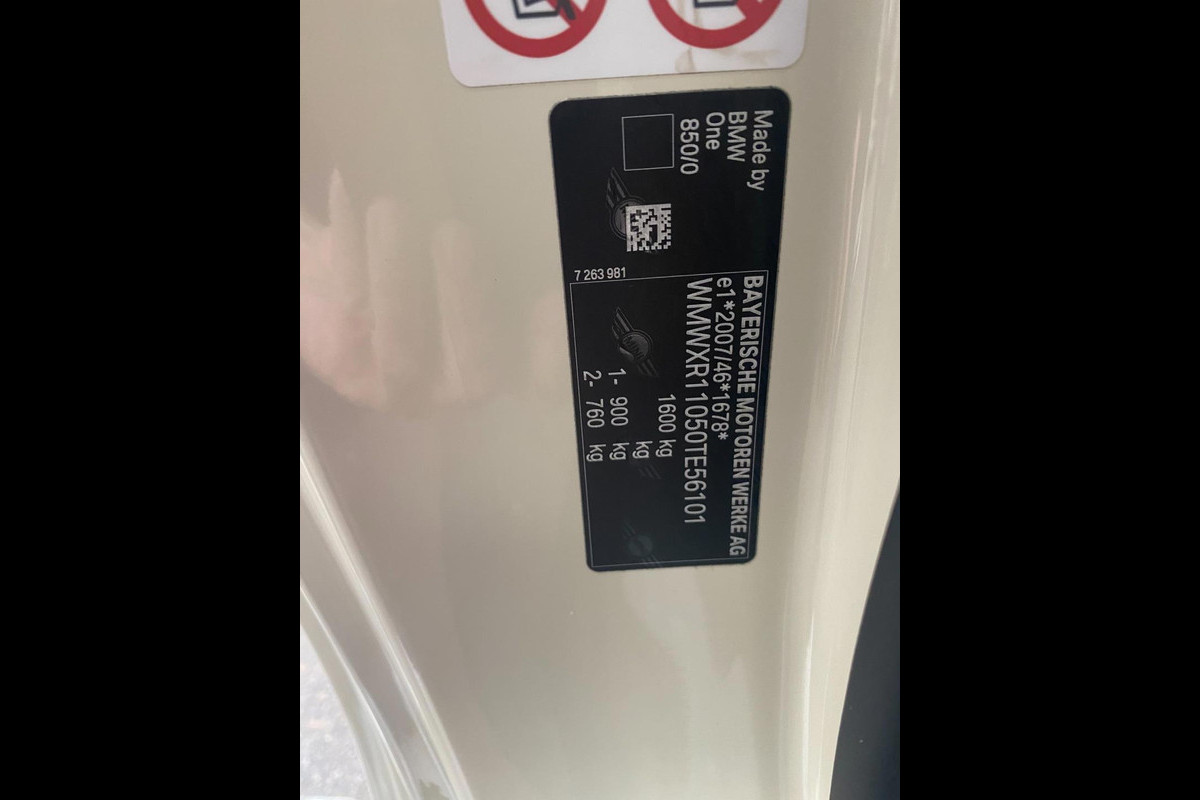 Made by
BMW
One
850/0
7 263 981
BAYERISCHE MOTOREN WERKE AG
e1*2007/46*1678*
WMWXR11050TE56101
1600 kg
kg
1- 900 kg
2- 760 kg